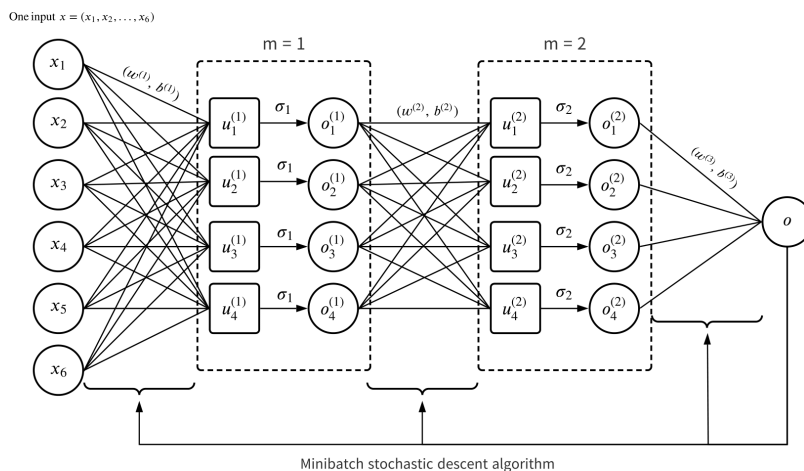 One input x = (x₁, x₂, . . . , x₆)
m = 1
m = 2
x₁
(w⁽¹⁾, b⁽¹⁾)
x₂
u₁⁽¹⁾ σ₁ o₁⁽¹⁾
(w⁽²⁾, b⁽²⁾)
u₁⁽²⁾ σ₂ o₁⁽²⁾
(w⁽³⁾, b⁽³⁾)
x₃
u₂⁽¹⁾ σ₁ o₂⁽¹⁾
u₂⁽²⁾ σ₂ o₂⁽²⁾
o
x₄
u₃⁽¹⁾ σ₁ o₃⁽¹⁾
u₃⁽²⁾ σ₂ o₃⁽²⁾
x₅
u₄⁽¹⁾ σ₁ o₄⁽¹⁾
u₄⁽²⁾ σ₂ o₄⁽²⁾
x₆
Minibatch stochastic descent algorithm